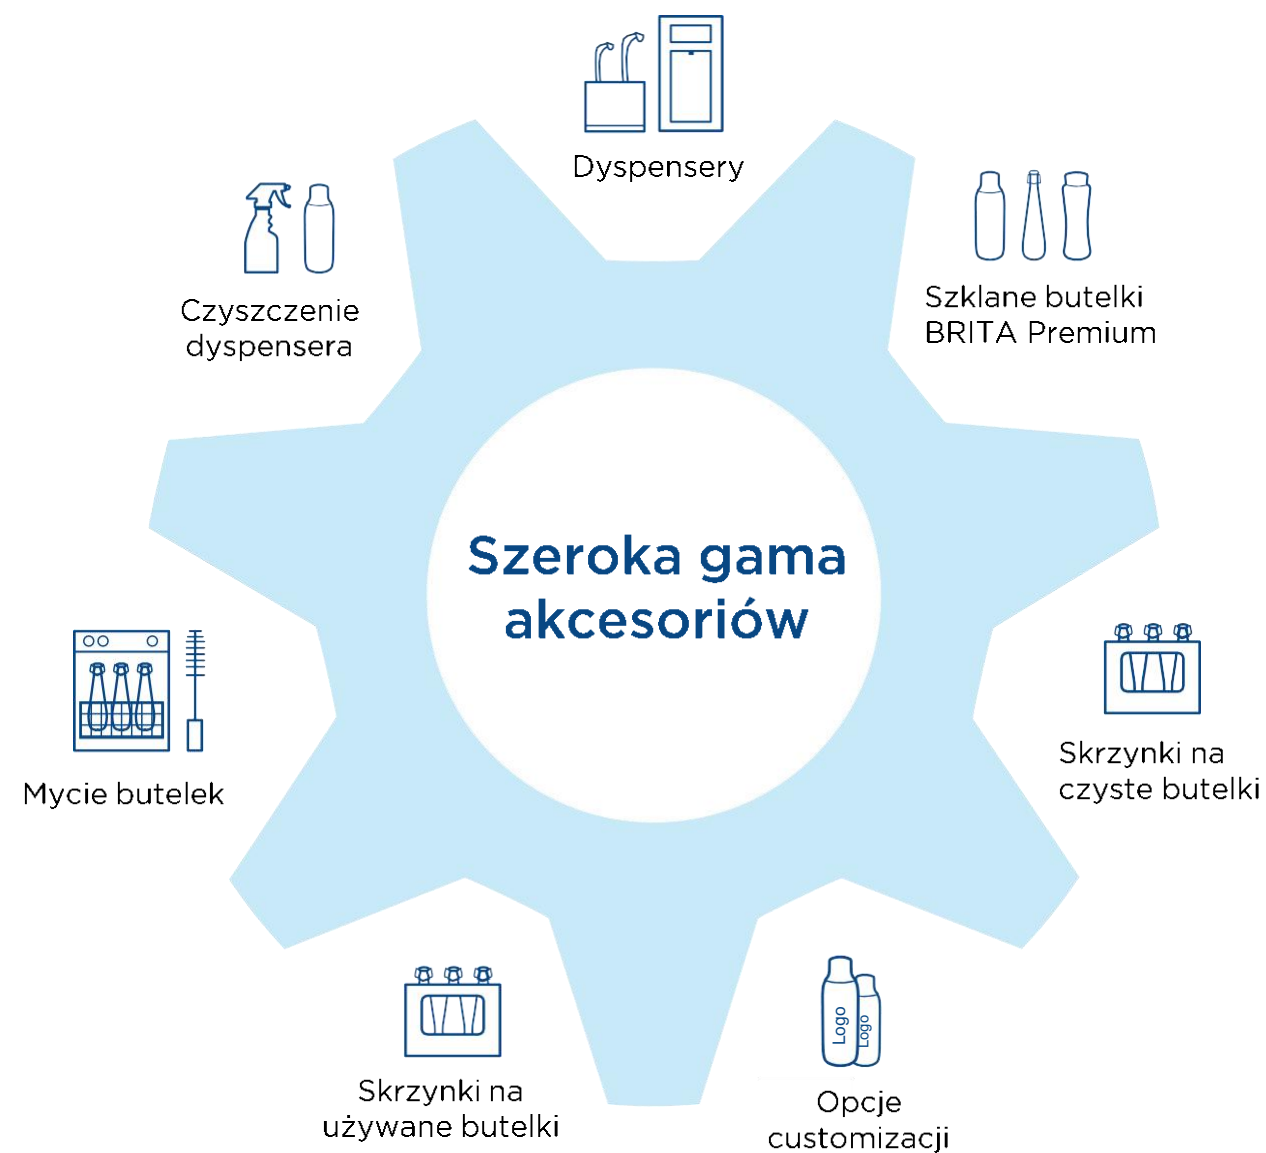 Dyspensery
Szklane butelki
BRITA Premium
Czyszczenie
dyspensera
Szeroka gama
akcesoriów
Skrzynki na
czyste butelki
Mycie butelek
Logo
Logo
Skrzynki na
używane butelki
Opcje
customizacji